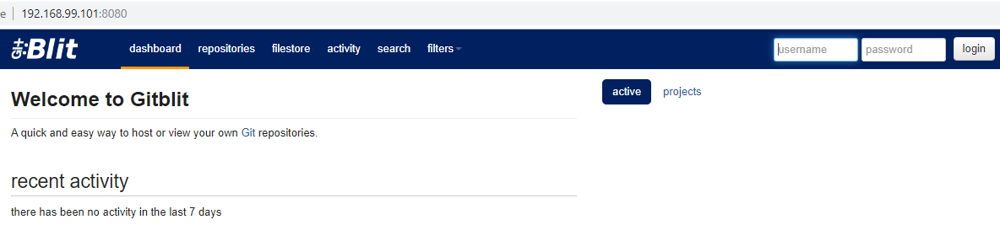 e 192.168.99.101:8080
git:Blit dashboard repositories filestore activity search filters username password login
active projects
Welcome to Gitblit
A quick and easy way to host or view your own Git repositories.
recent activity
there has been no activity in the last 7 days